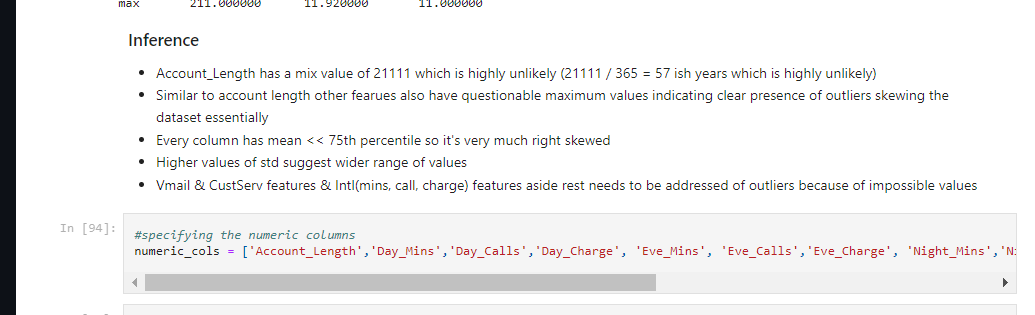 max 211.000000 11.920000 11.000000
Inference
• Account_Length has a mix value of 21111 which is highly unlikely (21111 / 365 = 57 ish years which is highly unlikely)
• Similar to account length other fearues also have questionable maximum values indicating clear presence of outliers skewing the
dataset essentially
• Every column has mean << 75th percentile so it's very much right skewed
• Higher values of std suggest wider range of values
• Vmail & CustServ features & Intl(mins, call, charge) features aside rest needs to be addressed of outliers because of impossible values
In [94]:
#specifying the numeric columns
numeric_cols = ['Account_Length','Day_Mins','Day_Calls','Day_Charge', 'Eve_Mins', 'Eve_Calls','Eve_Charge', 'Night_Mins','Ni